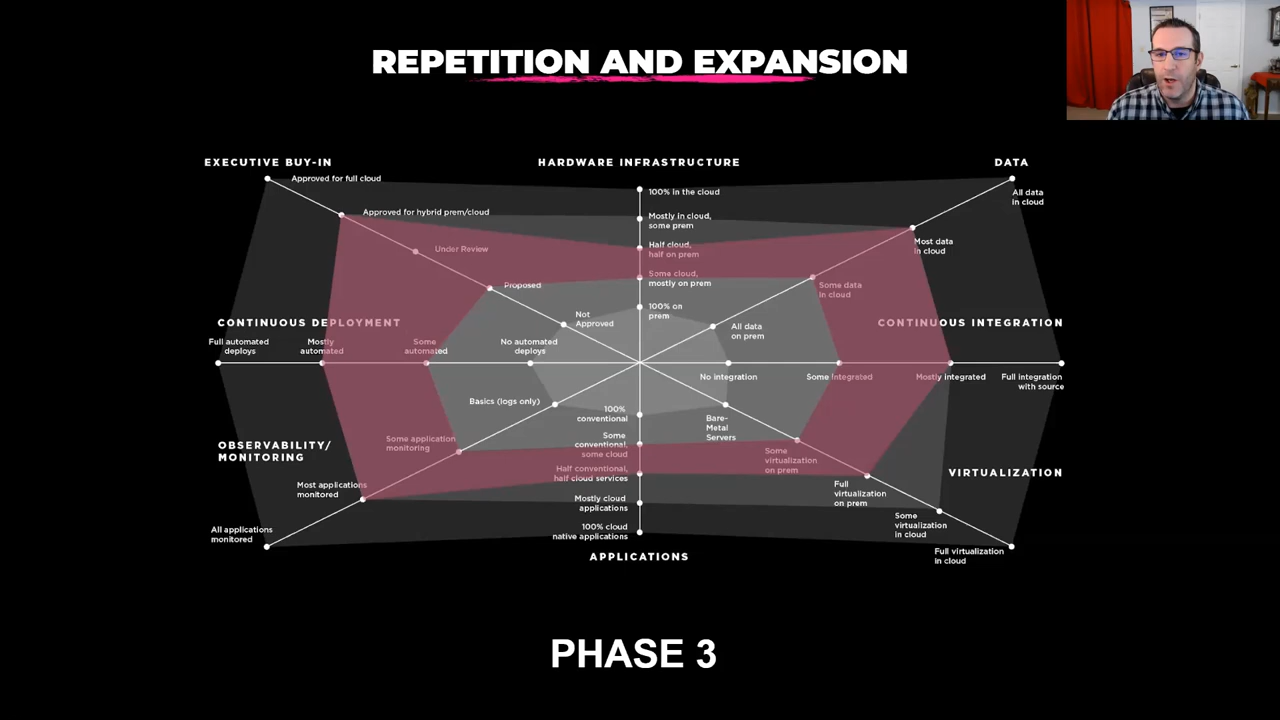 REPETITION AND EXPANSION
EXECUTIVE BUY-IN
Approved for full cloud
Approved for hybrid prem/cloud
Under Review
Proposed
Not
Approved
HARDWARE INFRASTRUCTURE
100% in the cloud
Mostly in cloud,
some prem
Half cloud,
half on prem
Some cloud,
mostly on prem
100% on
prem
DATA
All data
in cloud
Most data
in cloud
Some data
in cloud
All data
on prem
CONTINUOUS DEPLOYMENT
Full automated
deploys
Mostly
automated
Some
automated
No automated
deploys
CONTINUOUS INTEGRATION
No integration
Some Integrated
Mostly integrated
Full integration
with source
OBSERVABILITY/
MONITORING
Basics (logs only)
Some application
monitoring
Most applications
monitored
All applications
monitored
100%
conventional
Some
conventional,
some cloud
Half conventional,
half cloud services
Mostly cloud
applications
100% cloud
native applications
APPLICATIONS
VIRTUALIZATION
Bare-
Metal
Servers
Some
virtualization
on prem
Full
virtualization
on prem
Some
virtualization
in cloud
Full virtualization
in cloud
PHASE 3